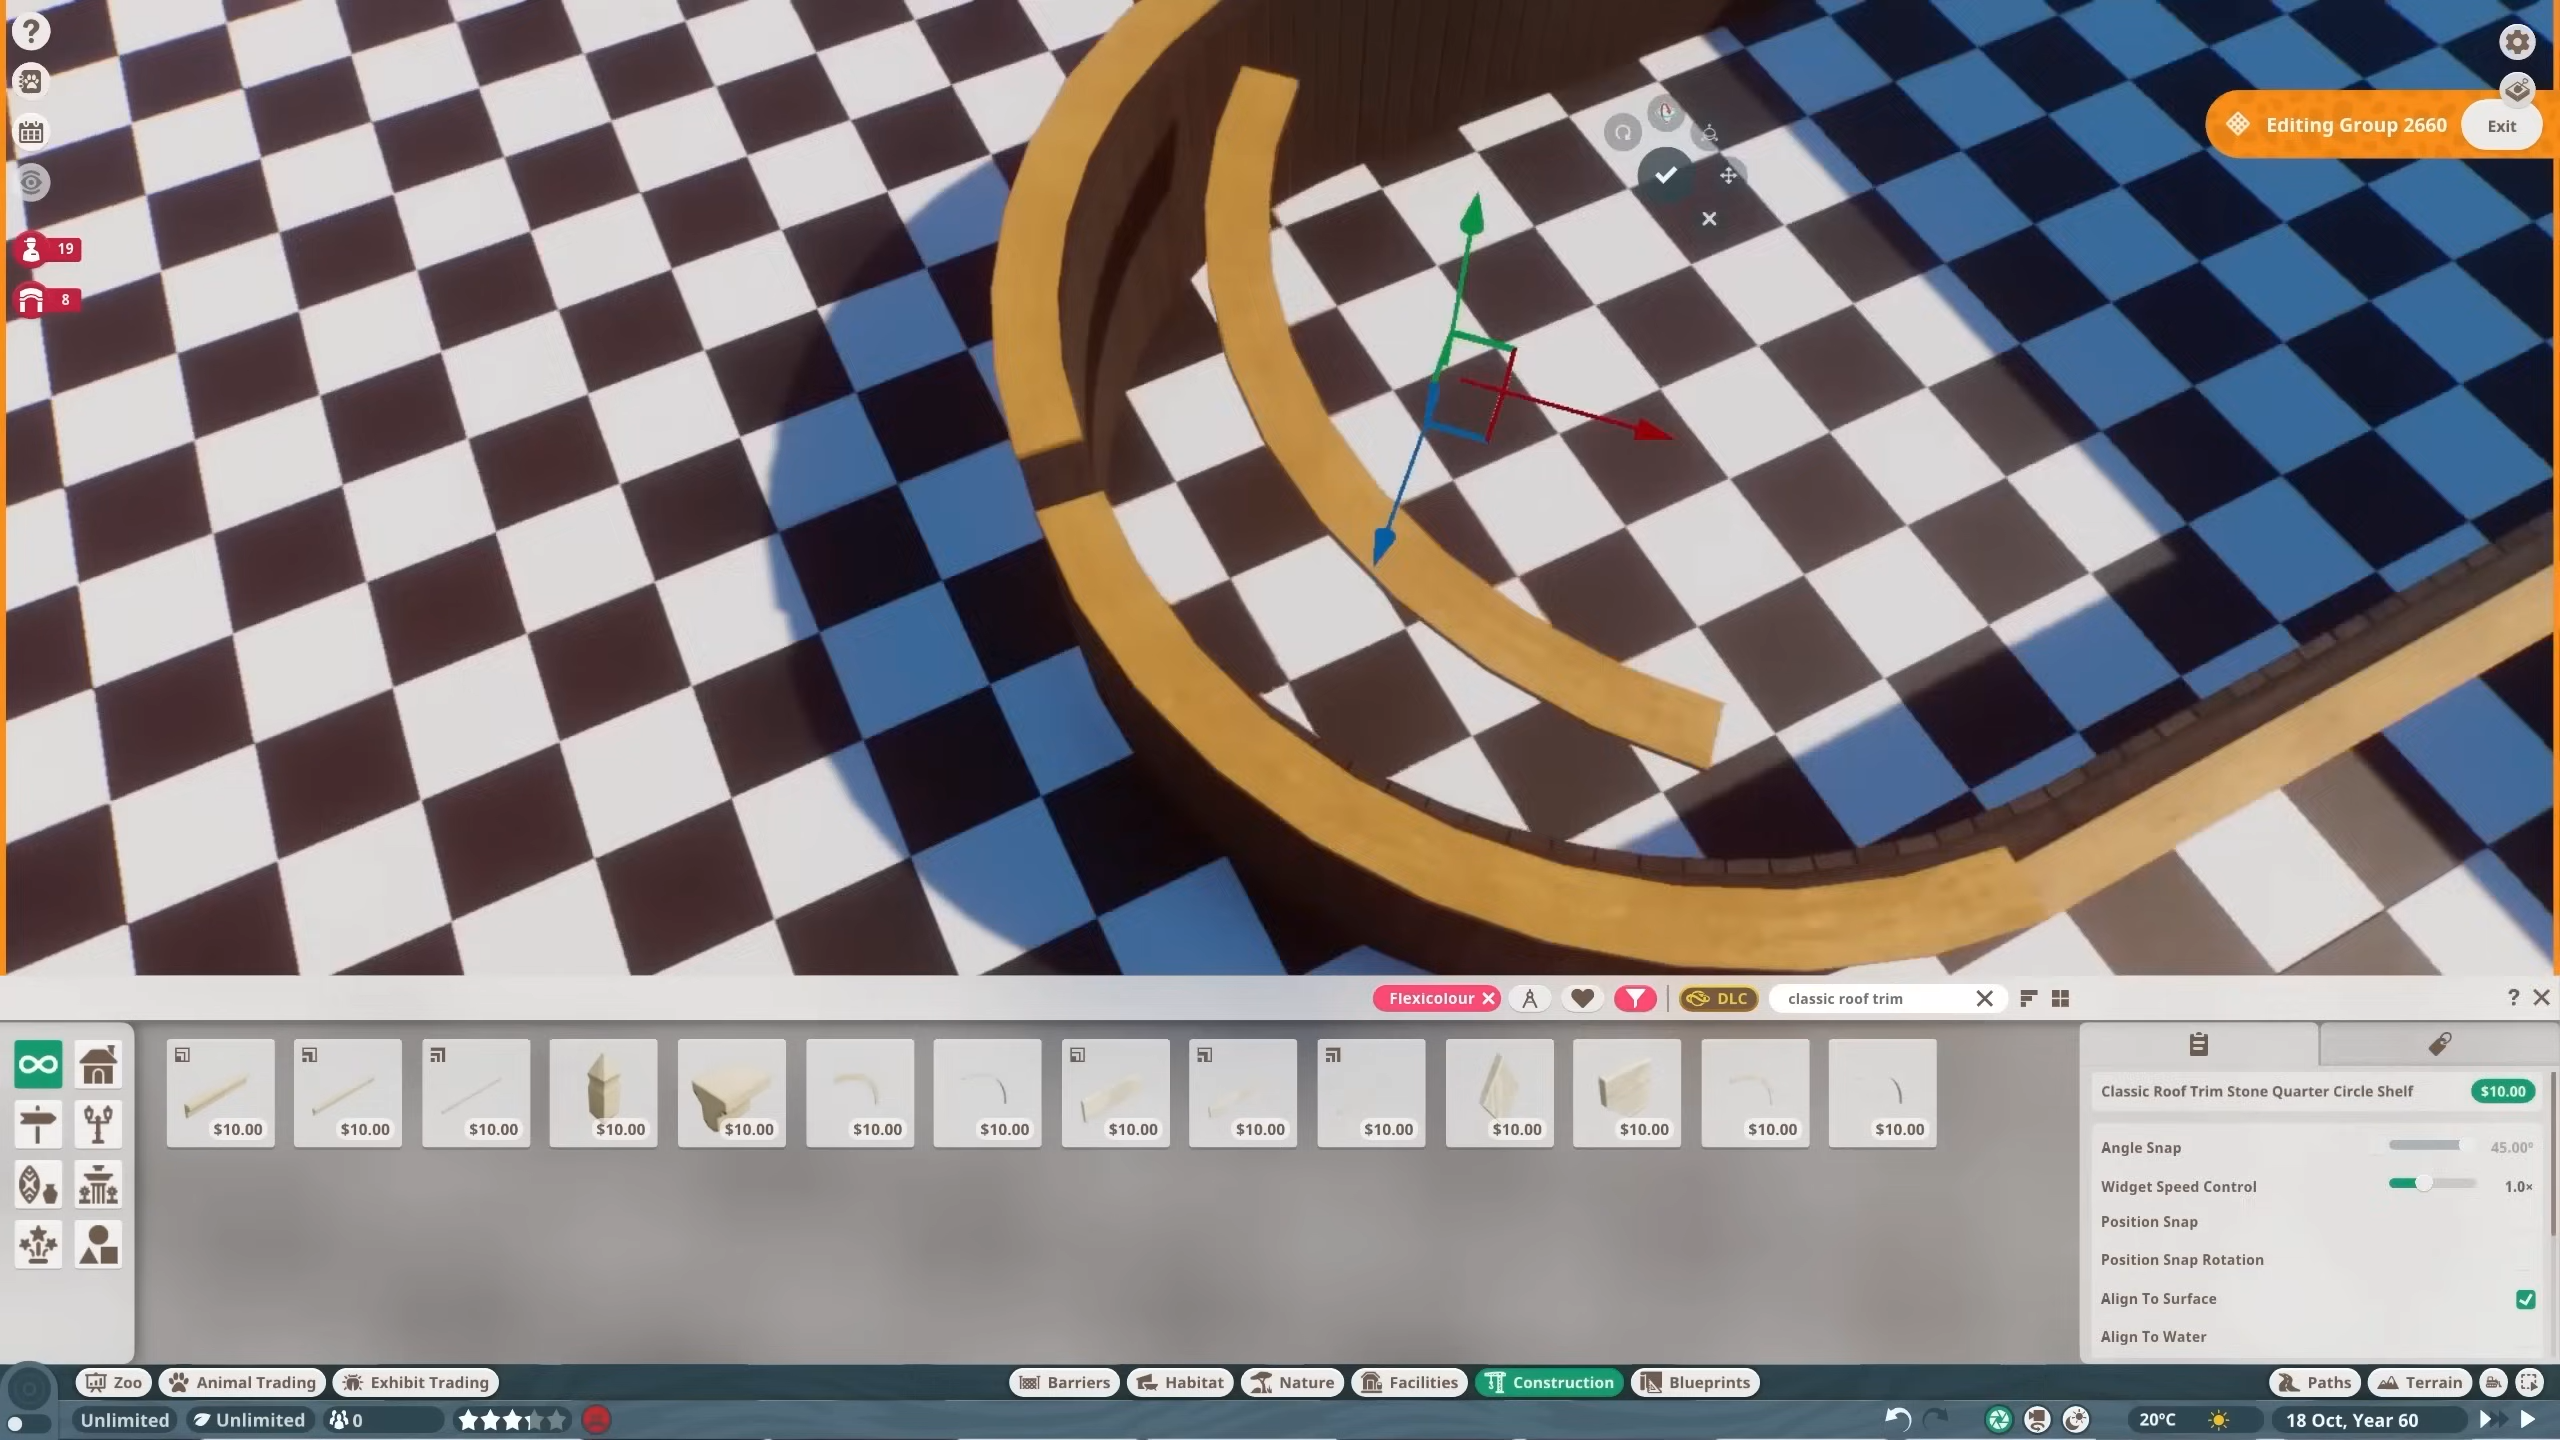 Editing Group 2660
Exit
19
8
Flexicolour
DLC
classic roof trim
?
$10.00 $10.00 $10.00 $10.00 $10.00 $10.00 $10.00 $10.00 $10.00 $10.00 $10.00 $10.00 $10.00 $10.00
Classic Roof Trim Stone Quarter Circle Shelf $10.00
Angle Snap 45.00°
Widget Speed Control 1.0×
Position Snap
Position Snap Rotation
Align To Surface
Align To Water
Zoo Animal Trading Exhibit Trading Barriers Habitat Nature Facilities Construction Blueprints Paths Terrain
Unlimited Unlimited 0 20°C 18 Oct, Year 60